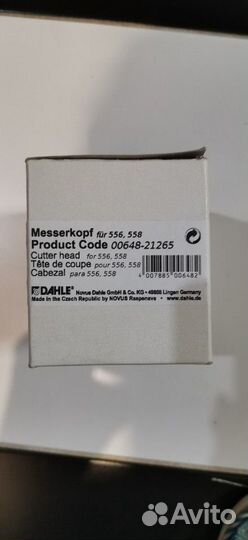 Messerkopf für 556, 558
Product Code 00648-21265
Cutter head for 556, 558
Tête de coupe pour 556, 558
Cabezal para 556, 558
4 007885 006482
DAHLE Novus Dahle GmbH & Co. KG • 49808 Lingen Germany
Made in the Czech Republic by NOVUS Raspenava • www.dahle.de
Avito